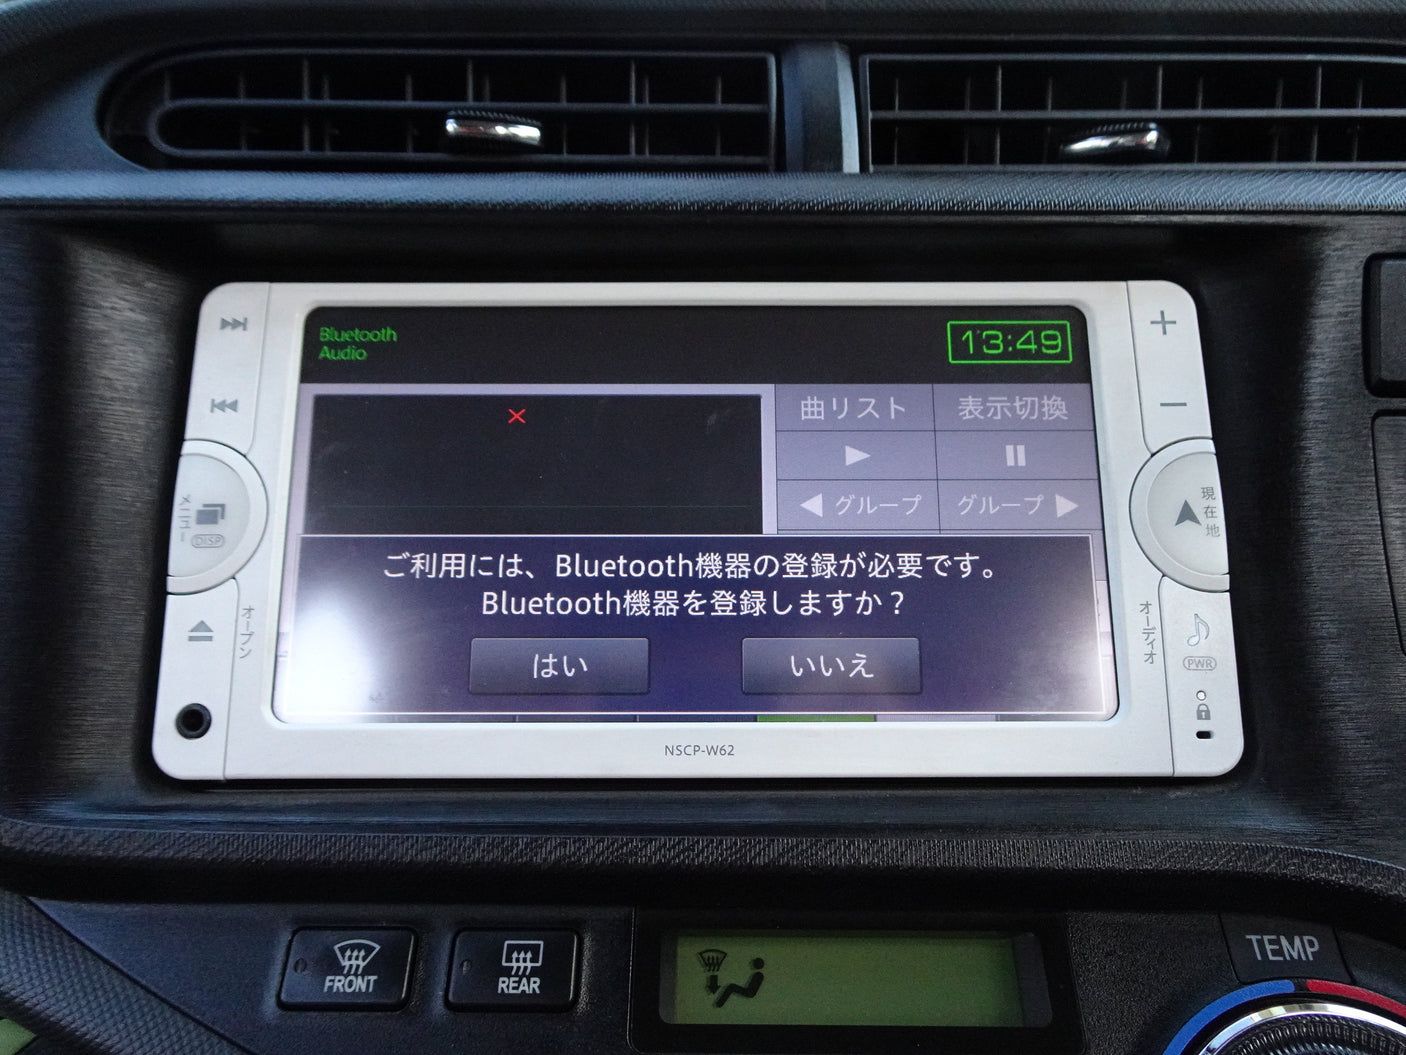 Bluetooth
Audio
13:49
曲リスト
表示切換
グループ
グループ
メニュー
DISP
現在地
ご利用には、Bluetooth機器の登録が必要です。
Bluetooth機器を登録しますか？
はい
いいえ
オープン
オーディオ
PWR
NSCP-W62
FRONT
REAR
TEMP